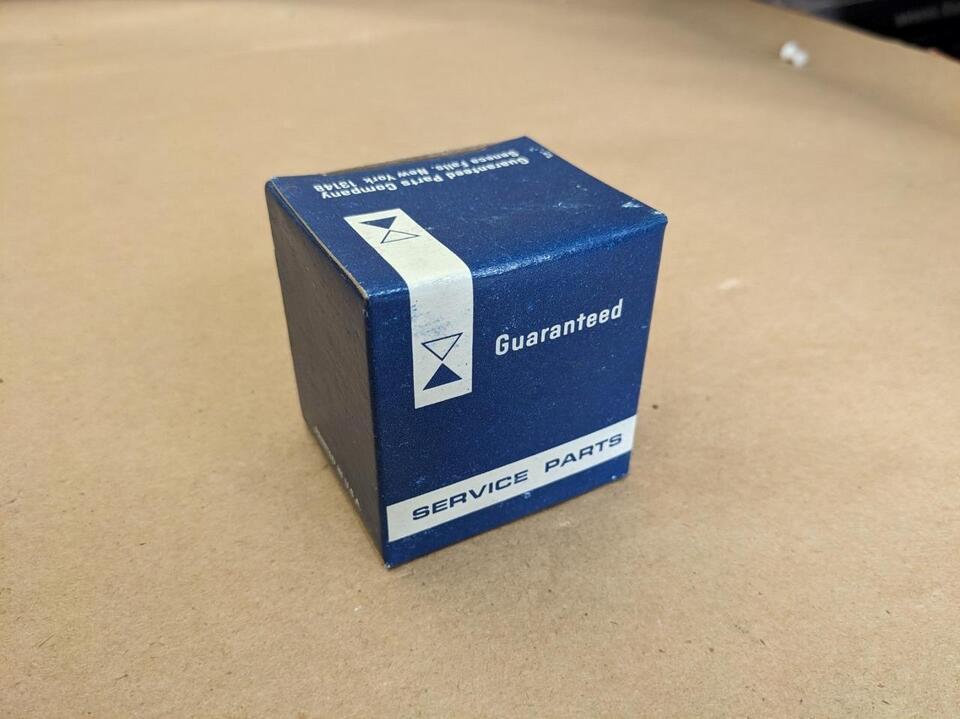 Guaranteed Parts Company
Seneca Falls, New York 13148
Guaranteed
SERVICE PARTS